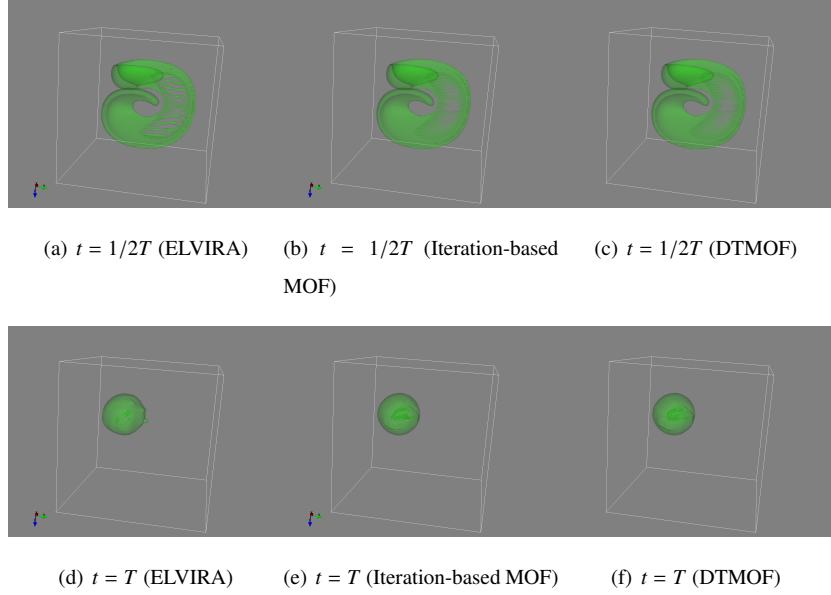 (a) t = 1/2T (ELVIRA)
(b) t = 1/2T (Iteration-based
MOF)
(c) t = 1/2T (DTMOF)
(d) t = T (ELVIRA)
(e) t = T (Iteration-based MOF)
(f) t = T (DTMOF)